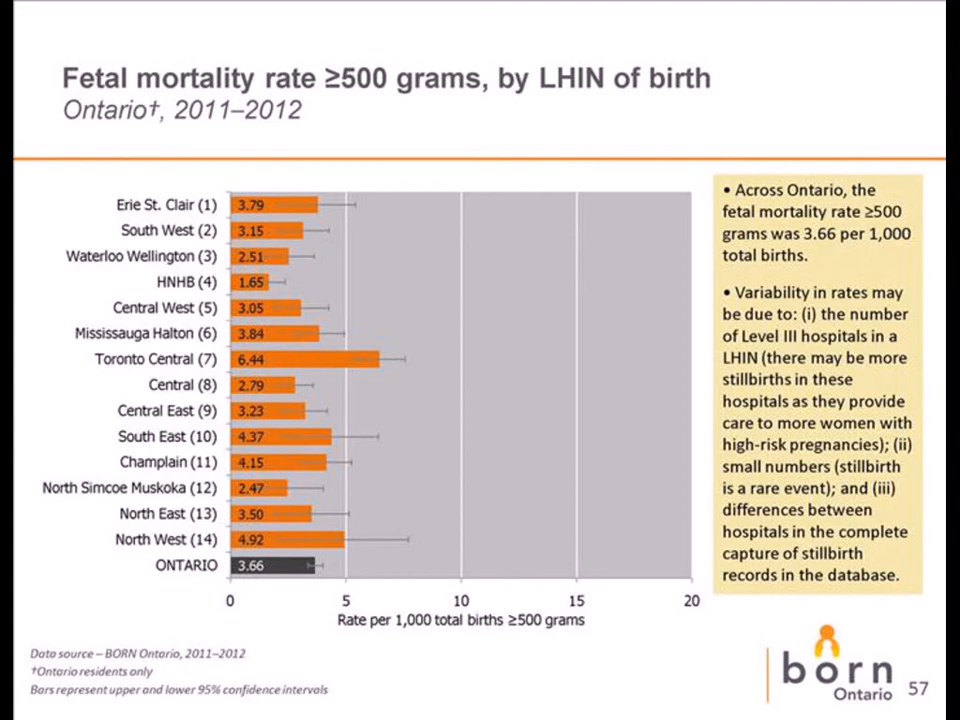 Fetal mortality rate ≥500 grams, by LHIN of birth
Ontario†, 2011–2012
Erie St. Clair (1) 3.79
South West (2) 3.15
Waterloo Wellington (3) 2.51
HNHB (4) 1.65
Central West (5) 3.05
Mississauga Halton (6) 3.84
Toronto Central (7) 6.44
Central (8) 2.79
Central East (9) 3.23
South East (10) 4.37
Champlain (11) 4.15
North Simcoe Muskoka (12) 2.47
North East (13) 3.50
North West (14) 4.92
ONTARIO 3.66
0 5 10 15 20
Rate per 1,000 total births ≥500 grams
• Across Ontario, the
fetal mortality rate ≥500
grams was 3.66 per 1,000
total births.
• Variability in rates may
be due to: (i) the number
of Level III hospitals in a
LHIN (there may be more
stillbirths in these
hospitals as they provide
care to more women with
high-risk pregnancies); (ii)
small numbers (stillbirth
is a rare event); and (iii)
differences between
hospitals in the complete
capture of stillbirth
records in the database.
Data source – BORN Ontario, 2011–2012
†Ontario residents only
Bars represent upper and lower 95% confidence intervals
born
Ontario
57